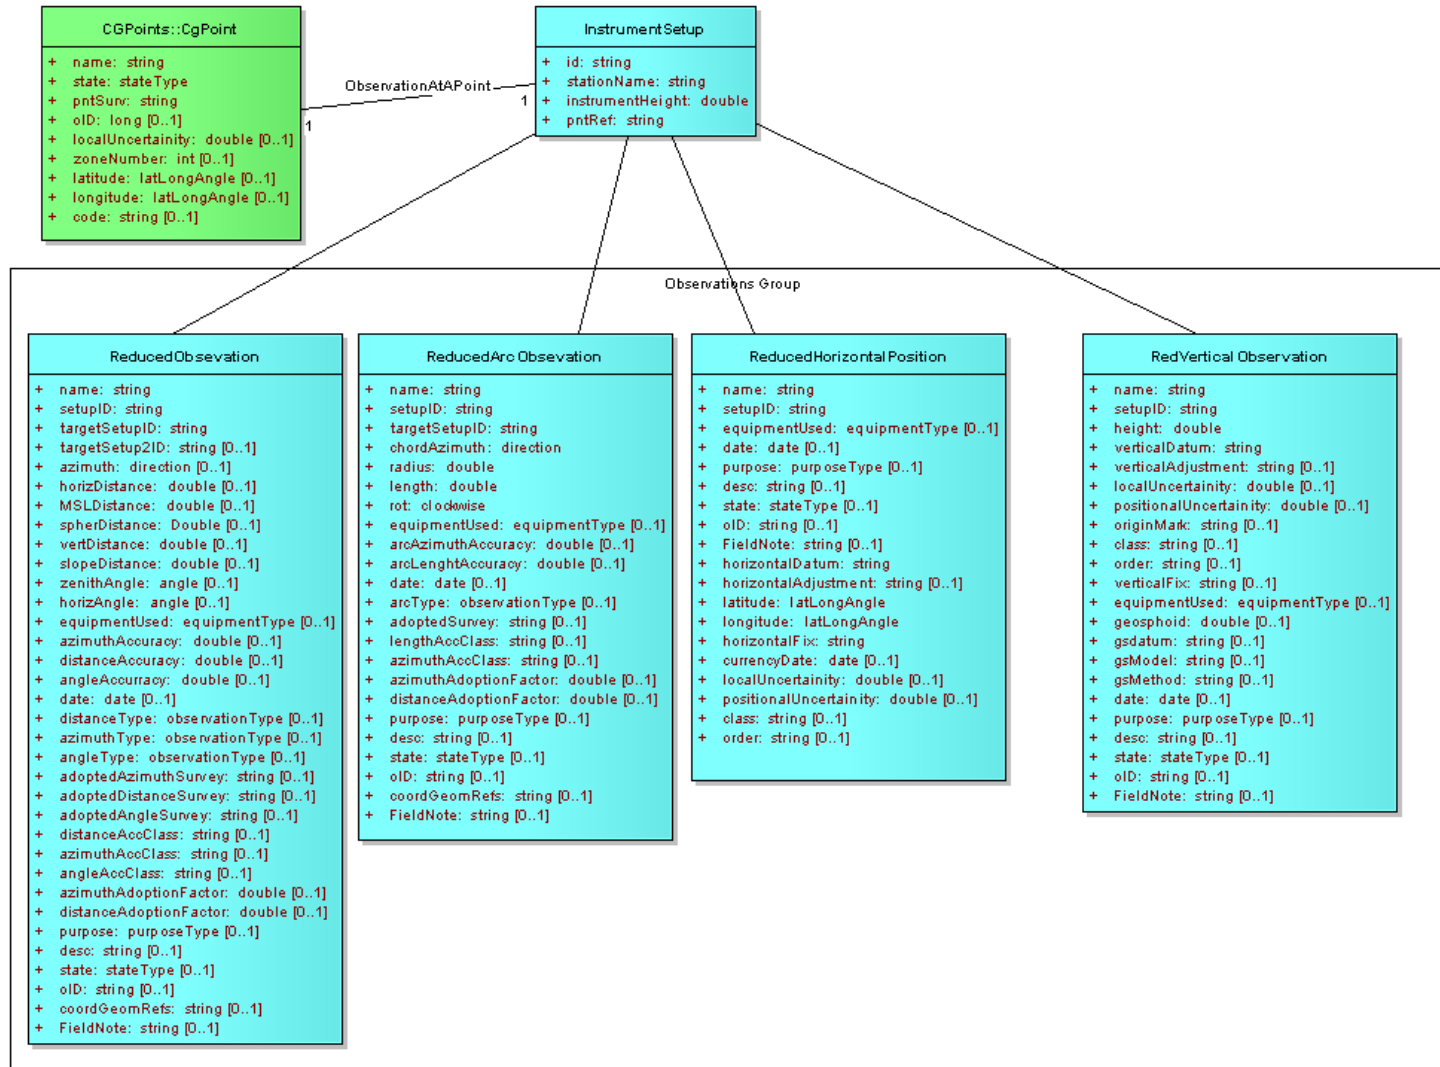 CGPoints::CgPoint
+ name: string
+ state: stateType
+ pntSurv: string
+ oID: long [0..1]
+ localUncertainity: double [0..1]
+ zoneNumber: int [0..1]
+ latitude: latLongAngle [0..1]
+ longitude: latLongAngle [0..1]
+ code: string [0..1]
ObservationAtAPoint
1
1
InstrumentSetup
+ id: string
+ stationName: string
+ instrumentHeight: double
+ pntRef: string
Observations Group
ReducedObsevation
+ name: string
+ setupID: string
+ targetSetupID: string
+ targetSetup2ID: string [0..1]
+ azimuth: direction [0..1]
+ horizDistance: double [0..1]
+ MSLDistance: double [0..1]
+ spherDistance: Double [0..1]
+ vertDistance: double [0..1]
+ slopeDistance: double [0..1]
+ zenithAngle: angle [0..1]
+ horizAngle: angle [0..1]
+ equipmentUsed: equipmentType [0..1]
+ azimuthAccuracy: double [0..1]
+ distanceAccuracy: double [0..1]
+ angleAccurracy: double [0..1]
+ date: date [0..1]
+ distanceType: observationType [0..1]
+ azimuthType: observationType [0..1]
+ angleType: observationType [0..1]
+ adoptedAzimuthSurvey: string [0..1]
+ adoptedDistanceSurvey: string [0..1]
+ adoptedAngleSurvey: string [0..1]
+ distanceAccClass: string [0..1]
+ azimuthAccClass: string [0..1]
+ angleAccClass: string [0..1]
+ azimuthAdoptionFactor: double [0..1]
+ distanceAdoptionFactor: double [0..1]
+ purpose: purposeType [0..1]
+ desc: string [0..1]
+ state: stateType [0..1]
+ oID: string [0..1]
+ coordGeomRefs: string [0..1]
+ FieldNote: string [0..1]
ReducedArcObsevation
+ name: string
+ setupID: string
+ targetSetupID: string
+ chordAzimuth: direction
+ radius: double
+ length: double
+ rot: clockwise
+ equipmentUsed: equipmentType [0..1]
+ arcAzimuthAccuracy: double [0..1]
+ arcLenghtAccuracy: double [0..1]
+ date: date [0..1]
+ arcType: observationType [0..1]
+ adoptedSurvey: string [0..1]
+ lengthAccClass: string [0..1]
+ azimuthAccClass: string [0..1]
+ azimuthAdoptionFactor: double [0..1]
+ distanceAdoptionFactor: double [0..1]
+ purpose: purposeType [0..1]
+ desc: string [0..1]
+ state: stateType [0..1]
+ oID: string [0..1]
+ coordGeomRefs: string [0..1]
+ FieldNote: string [0..1]
ReducedHorizontalPosition
+ name: string
+ setupID: string
+ equipmentUsed: equipmentType [0..1]
+ date: date [0..1]
+ purpose: purposeType [0..1]
+ desc: string [0..1]
+ state: stateType [0..1]
+ oID: string [0..1]
+ FieldNote: string [0..1]
+ horizontalDatum: string
+ horizontalAdjustment: string [0..1]
+ latitude: latLongAngle
+ longitude: latLongAngle
+ horizontalFix: string
+ currencyDate: date [0..1]
+ localUncertainity: double [0..1]
+ positionalUncertainity: double [0..1]
+ class: string [0..1]
+ order: string [0..1]
RedVertical Observation
+ name: string
+ setupID: string
+ height: double
+ verticalDatum: string
+ verticalAdjustment: string [0..1]
+ localUncertainity: double [0..1]
+ positionalUncertainity: double [0..1]
+ originMark: string [0..1]
+ class: string [0..1]
+ order: string [0..1]
+ verticalFix: string [0..1]
+ equipmentUsed: equipmentType [0..1]
+ geosphoid: double [0..1]
+ gsdatum: string [0..1]
+ gsModel: string [0..1]
+ gsMethod: string [0..1]
+ date: date [0..1]
+ purpose: purposeType [0..1]
+ desc: string [0..1]
+ state: stateType [0..1]
+ oID: string [0..1]
+ FieldNote: string [0..1]